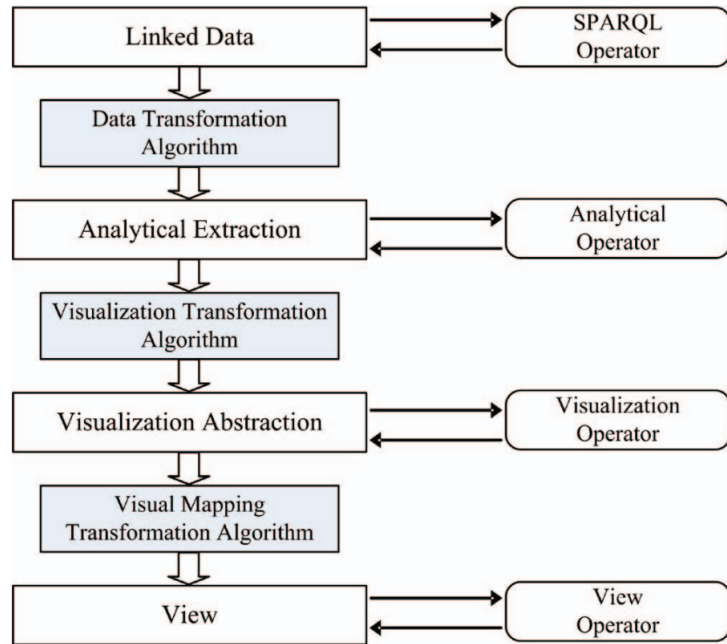 Linked Data
SPARQL
Operator
Data Transformation
Algorithm
Analytical Extraction
Analytical
Operator
Visualization Transformation
Algorithm
Visualization Abstraction
Visualization
Operator
Visual Mapping
Transformation Algorithm
View
View
Operator